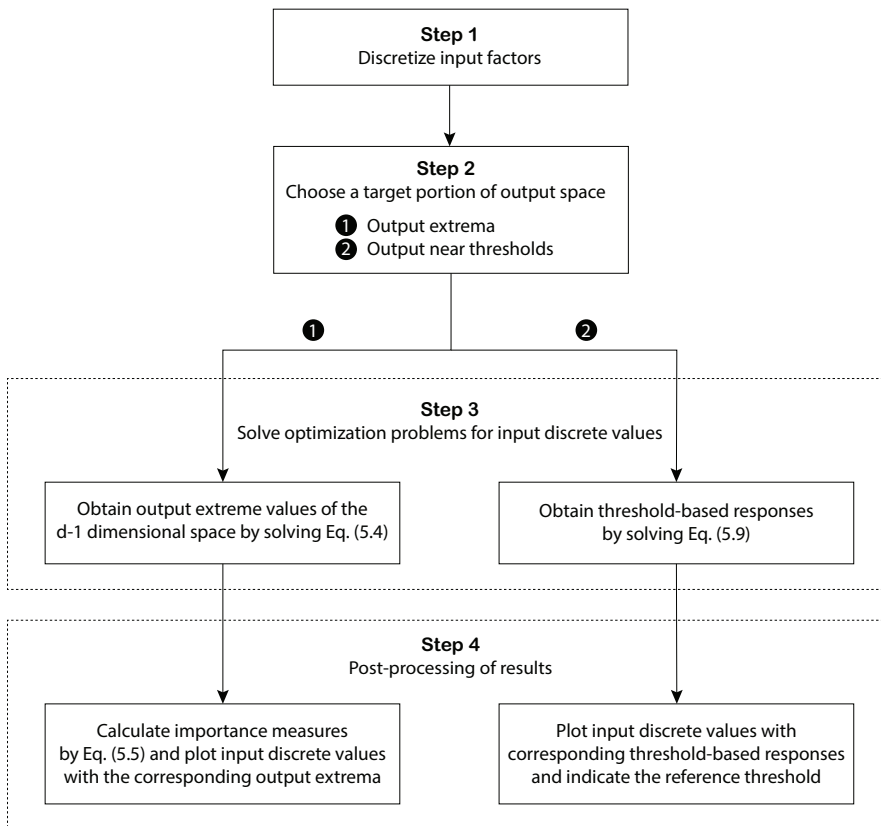 Step 1
Discretize input factors
Step 2
Choose a target portion of output space
1 Output extrema
2 Output near thresholds
1
2
Step 3
Solve optimization problems for input discrete values
Obtain output extreme values of the
d-1 dimensional space by solving Eq. (5.4)
Obtain threshold-based responses
by solving Eq. (5.9)
Step 4
Post-processing of results
Calculate importance measures
by Eq. (5.5) and plot input discrete values
with the corresponding output extrema
Plot input discrete values with
corresponding threshold-based responses
and indicate the reference threshold